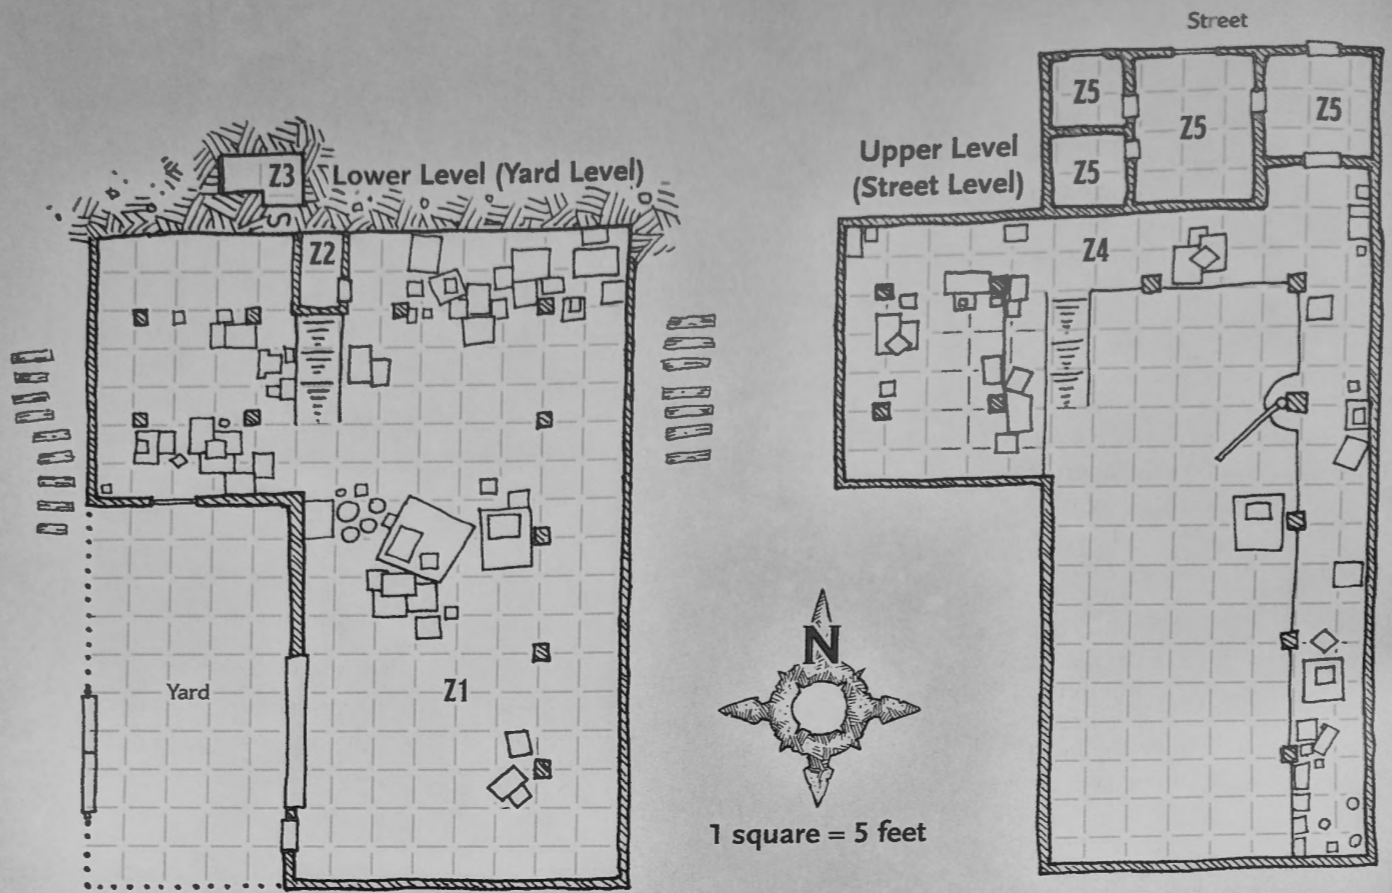 Street
Z5
Z5
Z5
Z5
Upper Level
(Street Level)
Z3
Lower Level (Yard Level)
S
Z2
Z4
Yard
Z1
N
1 square = 5 feet